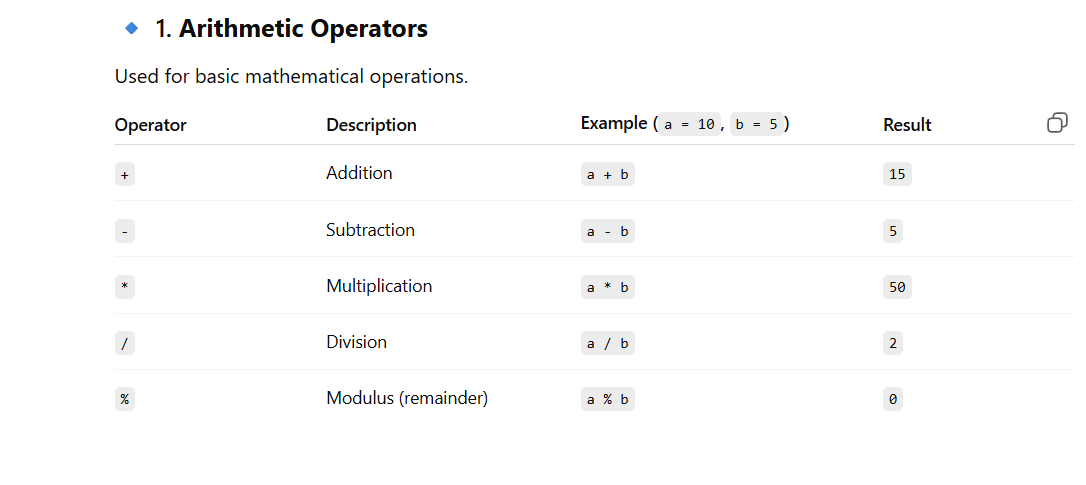 1. Arithmetic Operators
Used for basic mathematical operations.
Operator Description Example ( a = 10 , b = 5 ) Result
+ Addition a + b 15
- Subtraction a - b 5
* Multiplication a * b 50
/ Division a / b 2
% Modulus (remainder) a % b 0